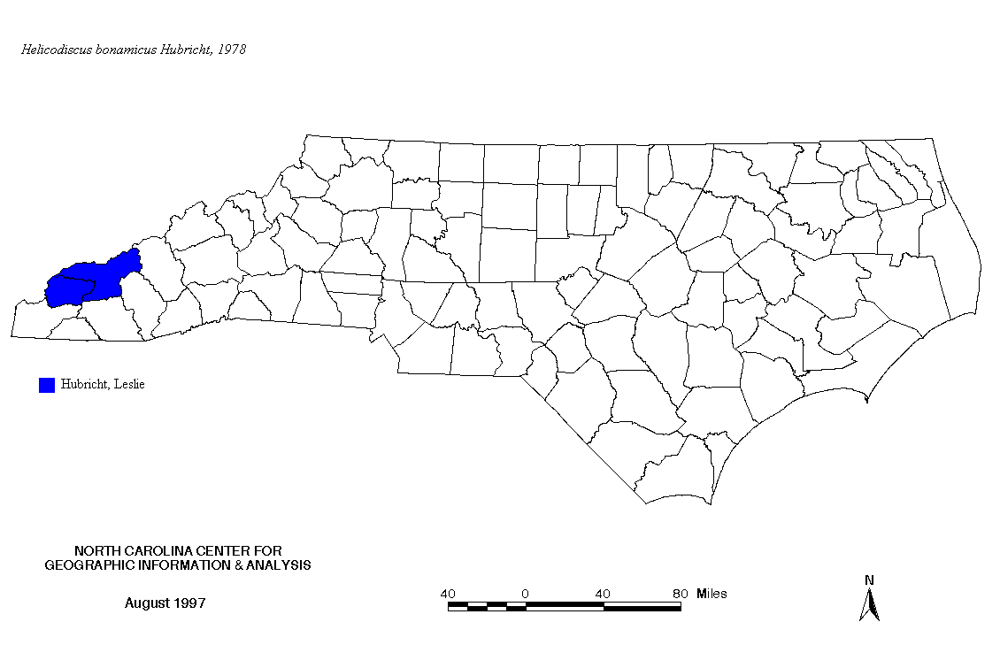 Helicodiscus bonamicus Hubricht, 1978
Hubricht, Leslie
NORTH CAROLINA CENTER FOR
GEOGRAPHIC INFORMATION & ANALYSIS
August 1997
40 0 40 80 Miles
N